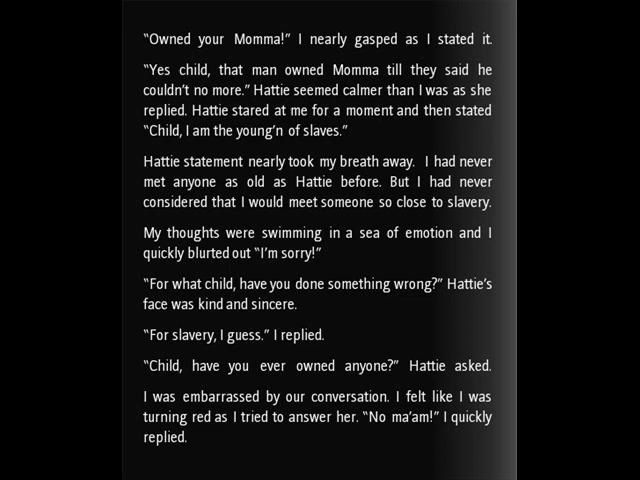 “Owned your Momma!” I nearly gasped as I stated it.
“Yes child, that man owned Momma till they said he
couldn’t no more.” Hattie seemed calmer than I was as she
replied. Hattie stared at me for a moment and then stated
“Child, I am the young’n of slaves.”
Hattie statement nearly took my breath away. I had never
met anyone as old as Hattie before. But I had never
considered that I would meet someone so close to slavery.
My thoughts were swimming in a sea of emotion and I
quickly blurted out “I’m sorry!”
“For what child, have you done something wrong?” Hattie’s
face was kind and sincere.
“For slavery, I guess.” I replied.
“Child, have you ever owned anyone?” Hattie asked.
I was embarrassed by our conversation. I felt like I was
turning red as I tried to answer her. “No ma’am!” I quickly
replied.